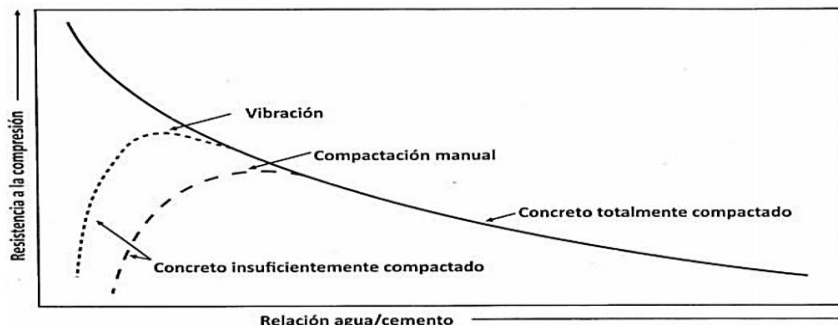 Resistencia a la compresión
Vibración
Compactación manual
Concreto totalmente compactado
Concreto insuficientemente compactado
Relación agua/cemento